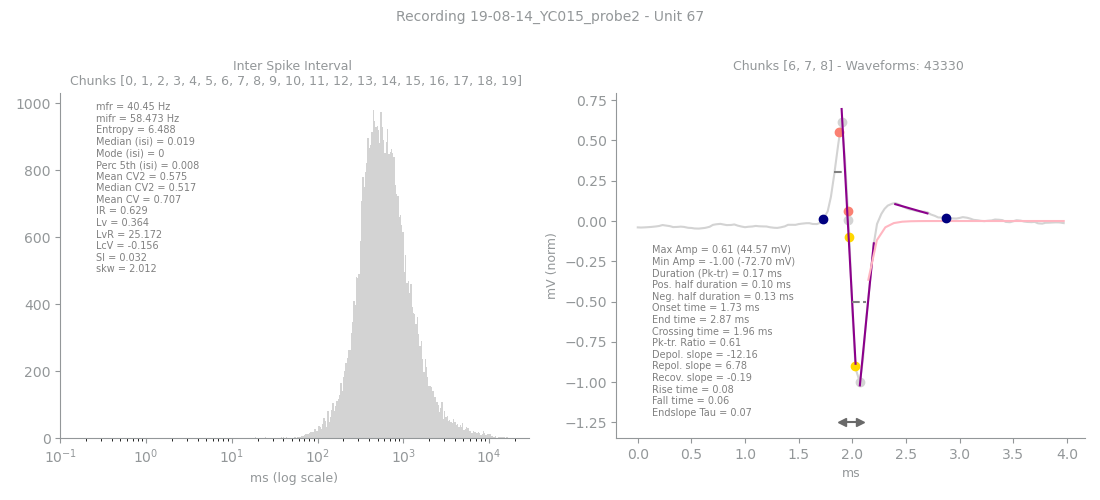 Recording 19-08-14_YC015_probe2 - Unit 67
Inter Spike Interval
Chunks [0, 1, 2, 3, 4, 5, 6, 7, 8, 9, 10, 11, 12, 13, 14, 15, 16, 17, 18, 19]
1000
800
600
400
200
0
mfr = 40.45 Hz
mifr = 58.473 Hz
Entropy = 6.488
Median (isi) = 0.019
Mode (isi) = 0
Perc 5th (isi) = 0.008
Mean CV2 = 0.575
Median CV2 = 0.517
Mean CV = 0.707
IR = 0.629
Lv = 0.364
LvR = 25.172
LcV = -0.156
SI = 0.032
skw = 2.012
10⁻¹ 10⁰ 10¹ 10² 10³ 10⁴
ms (log scale)
Chunks [6, 7, 8] - Waveforms: 43330
mV (norm)
0.75
0.50
0.25
0.00
−0.25
−0.50
−0.75
−1.00
−1.25
Max Amp = 0.61 (44.57 mV)
Min Amp = -1.00 (-72.70 mV)
Duration (Pk-tr) = 0.17 ms
Pos. half duration = 0.10 ms
Neg. half duration = 0.13 ms
Onset time = 1.73 ms
End time = 2.87 ms
Crossing time = 1.96 ms
Pk-tr. Ratio = 0.61
Depol. slope = -12.16
Repol. slope = 6.78
Recov. slope = -0.19
Rise time = 0.08
Fall time = 0.06
Endslope Tau = 0.07
0.0 0.5 1.0 1.5 2.0 2.5 3.0 3.5 4.0
ms